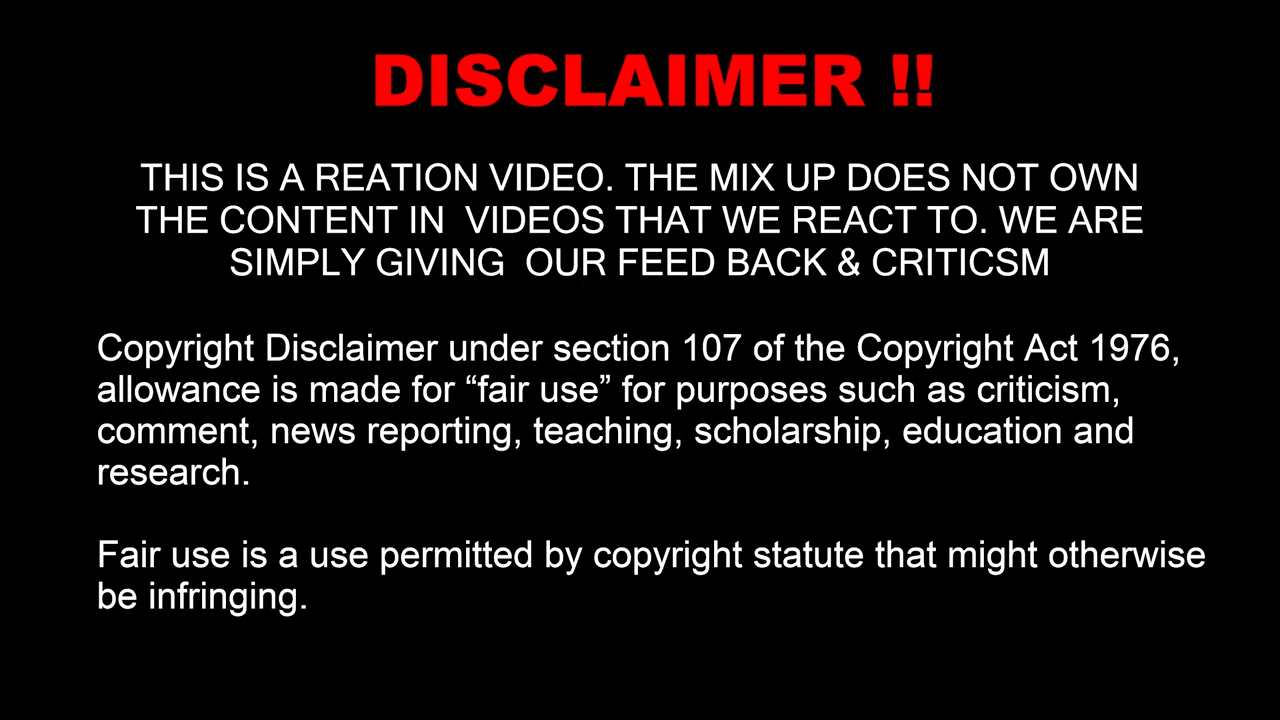 DISCLAIMER !!
THIS IS A REATION VIDEO. THE MIX UP DOES NOT OWN
THE CONTENT IN  VIDEOS THAT WE REACT TO. WE ARE
SIMPLY GIVING  OUR FEED BACK & CRITICSM
Copyright Disclaimer under section 107 of the Copyright Act 1976,
allowance is made for “fair use” for purposes such as criticism,
comment, news reporting, teaching, scholarship, education and
research.
Fair use is a use permitted by copyright statute that might otherwise
be infringing.